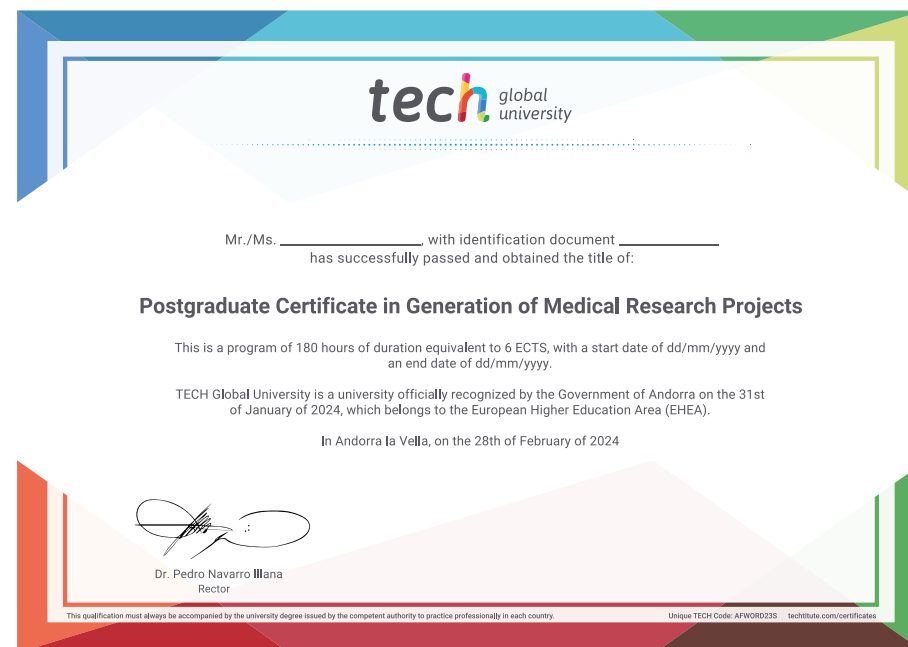 tech global university
Mr./Ms. ____________________, with identification document ______________
has successfully passed and obtained the title of:
Postgraduate Certificate in Generation of Medical Research Projects
This is a program of 180 hours of duration equivalent to 6 ECTS, with a start date of dd/mm/yyyy and
an end date of dd/mm/yyyy.
TECH Global University is a university officially recognized by the Government of Andorra on the 31st
of January of 2024, which belongs to the European Higher Education Area (EHEA).
In Andorra la Vella, on the 28th of February of 2024
Dr. Pedro Navarro Illana
Rector
This qualification must always be accompanied by the university degree issued by the competent authority to practice professionally in each country.
Unique TECH Code: AFWORD23S techtitute.com/certificates